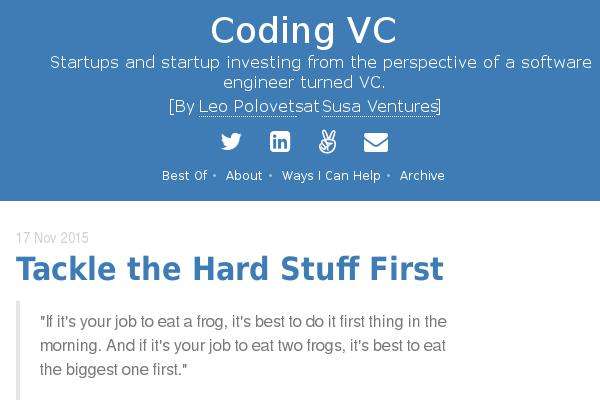 Coding VC
Startups and startup investing from the perspective of a software
engineer turned VC.
[By Leo Polovets at Susa Ventures]
Best Of • About • Ways I Can Help • Archive
17 Nov 2015
Tackle the Hard Stuff First
"If it's your job to eat a frog, it's best to do it first thing in the
morning. And if it's your job to eat two frogs, it's best to eat
the biggest one first."